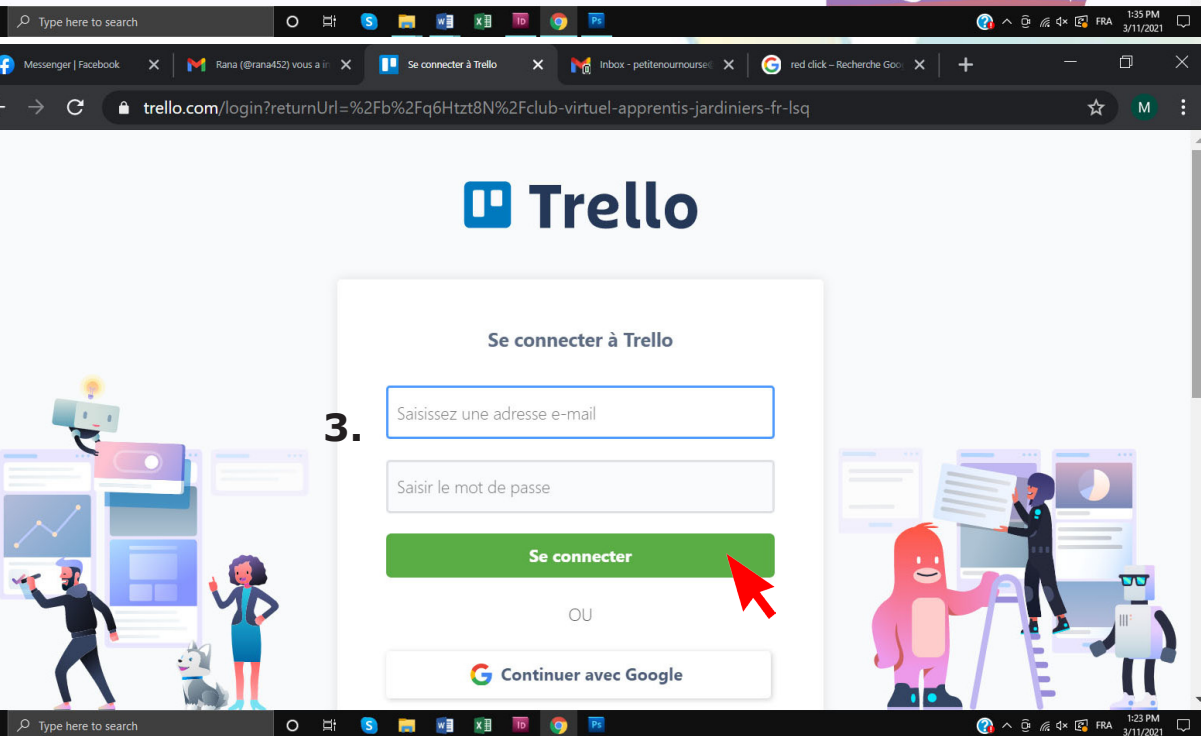 Type here to search
FRA
1:35 PM
3/11/2021
Messenger | Facebook
Rana (@rana452) vous a in
Se connecter à Trello
Inbox - petitenournourse
red click – Recherche Goo
trello.com/login?returnUrl=%2Fb%2Fq6Htzt8N%2Fclub-virtuel-apprentis-jardiniers-fr-lsq
M
Trello
Se connecter à Trello
3.
Saisissez une adresse e-mail
Saisir le mot de passe
Se connecter
OU
Continuer avec Google
Type here to search
FRA
1:23 PM
3/11/2021